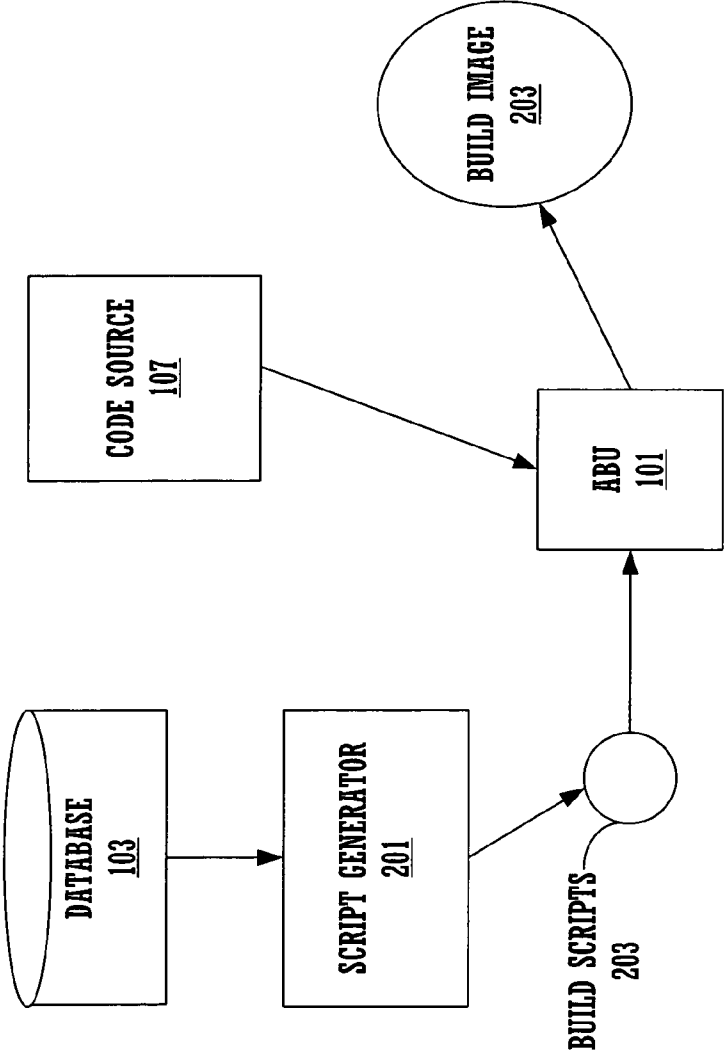 DATABASE
103
SCRIPT GENERATOR
201
BUILD SCRIPTS
203
CODE SOURCE
107
ABU
101
BUILD IMAGE
203